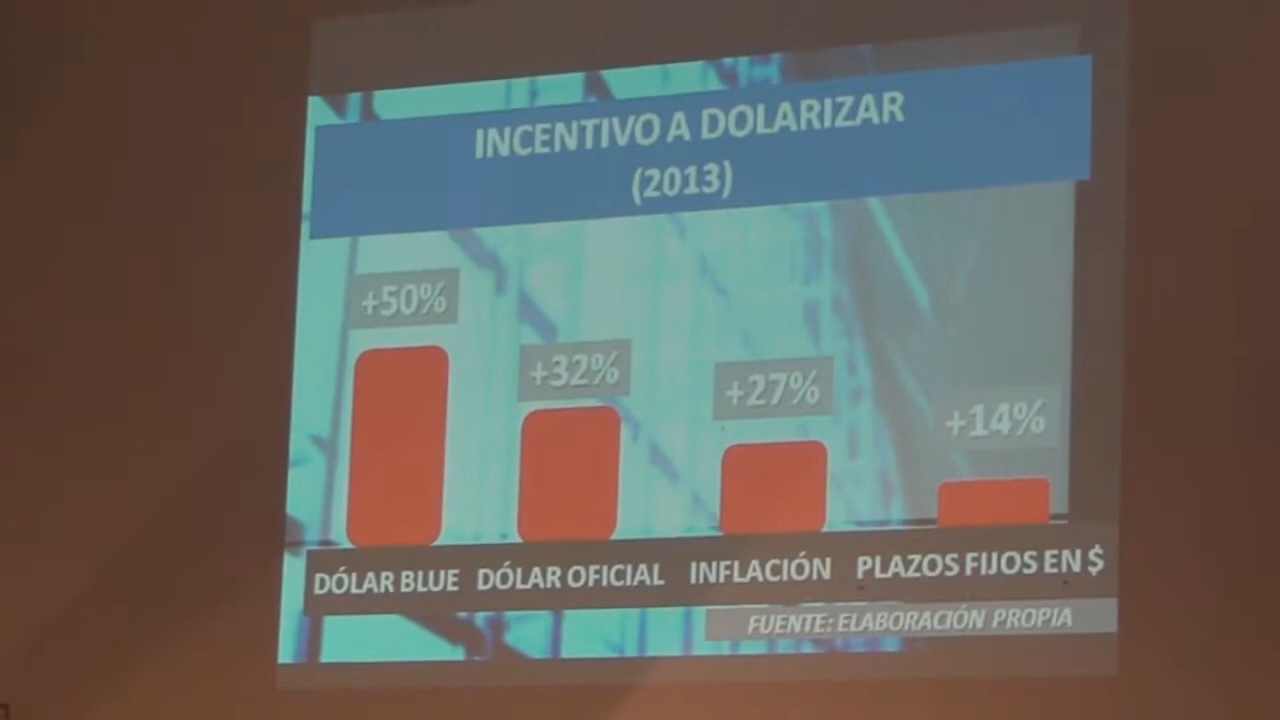 INCENTIVO A DOLARIZAR
(2013)
+50%
+32%
+27%
+14%
DÓLAR BLUE
DÓLAR OFICIAL
INFLACIÓN
PLAZOS FIJOS EN $
FUENTE: ELABORACIÓN PROPIA